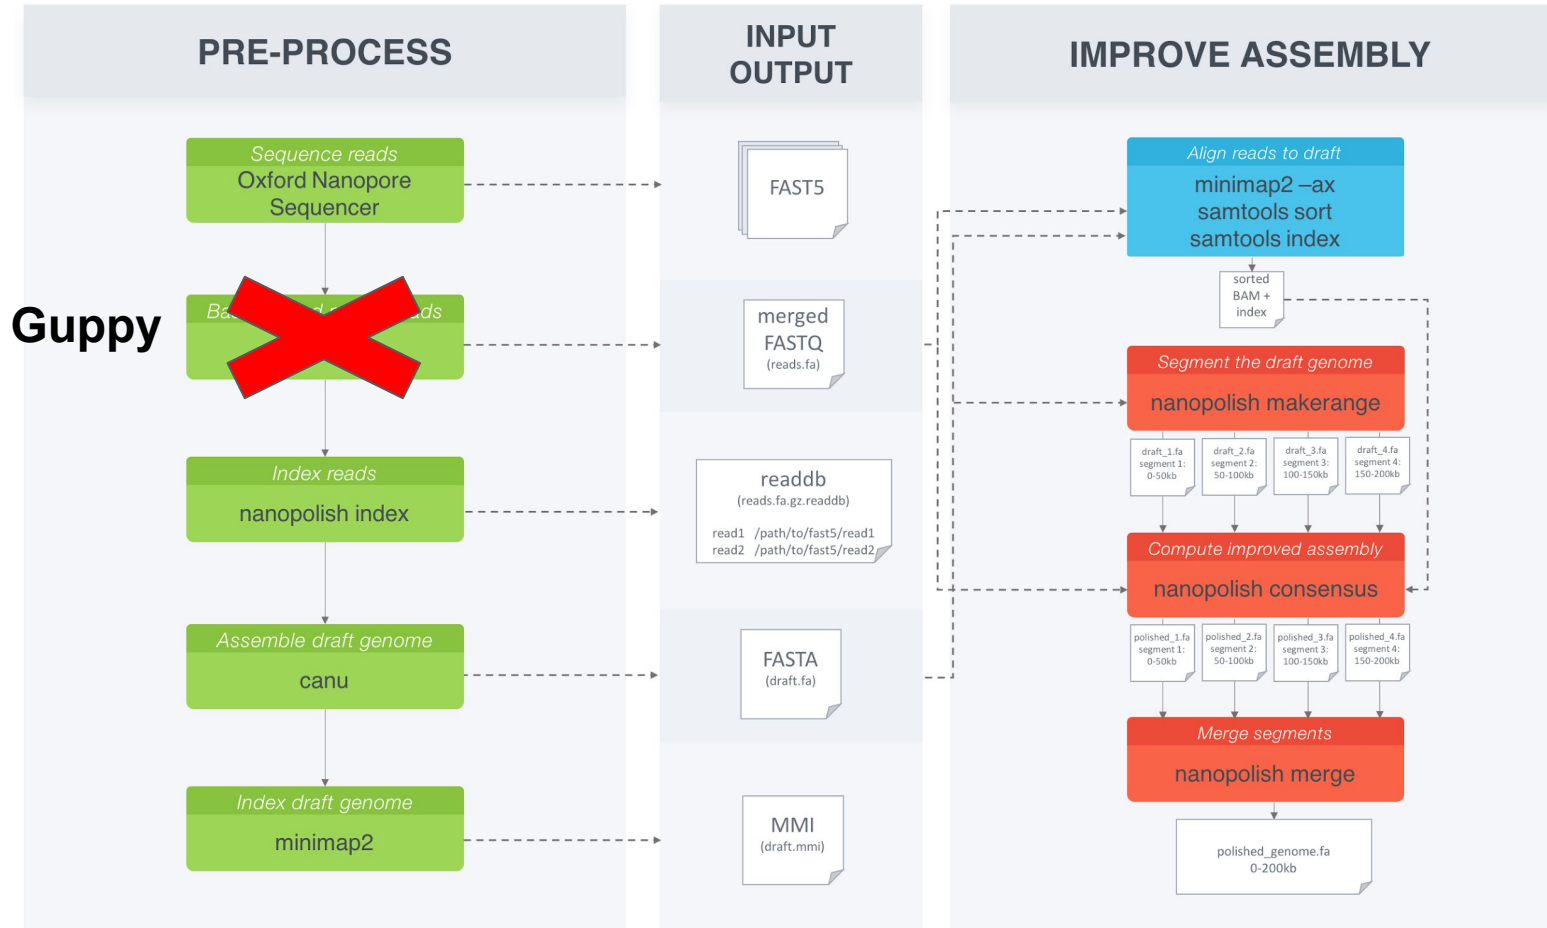 PRE-PROCESS
Sequence reads
Oxford Nanopore
Sequencer
Guppy
Index reads
nanopolish index
Assemble draft genome
canu
Index draft genome
minimap2
INPUT
OUTPUT
FAST5
merged
FASTQ
(reads.fa)
readdb
(reads.fa.gz.readdb)
read1 /path/to/fast5/read1
read2 /path/to/fast5/read2
FASTA
(draft.fa)
MMI
(draft.mmi)
IMPROVE ASSEMBLY
Align reads to draft
minimap2 –ax
samtools sort
samtools index
sorted
BAM +
index
Segment the draft genome
nanopolish makerange
draft_1.fa
segment 1:
0-50kb
draft_2.fa
segment 2:
50-100kb
draft_3.fa
segment 3:
100-150kb
draft_4.fa
segment 4:
150-200kb
Compute improved assembly
nanopolish consensus
polished_1.fa
segment 1:
0-50kb
polished_2.fa
segment 2:
50-100kb
polished_3.fa
segment 3:
100-150kb
polished_4.fa
segment 4:
150-200kb
Merge segments
nanopolish merge
polished_genome.fa
0-200kb